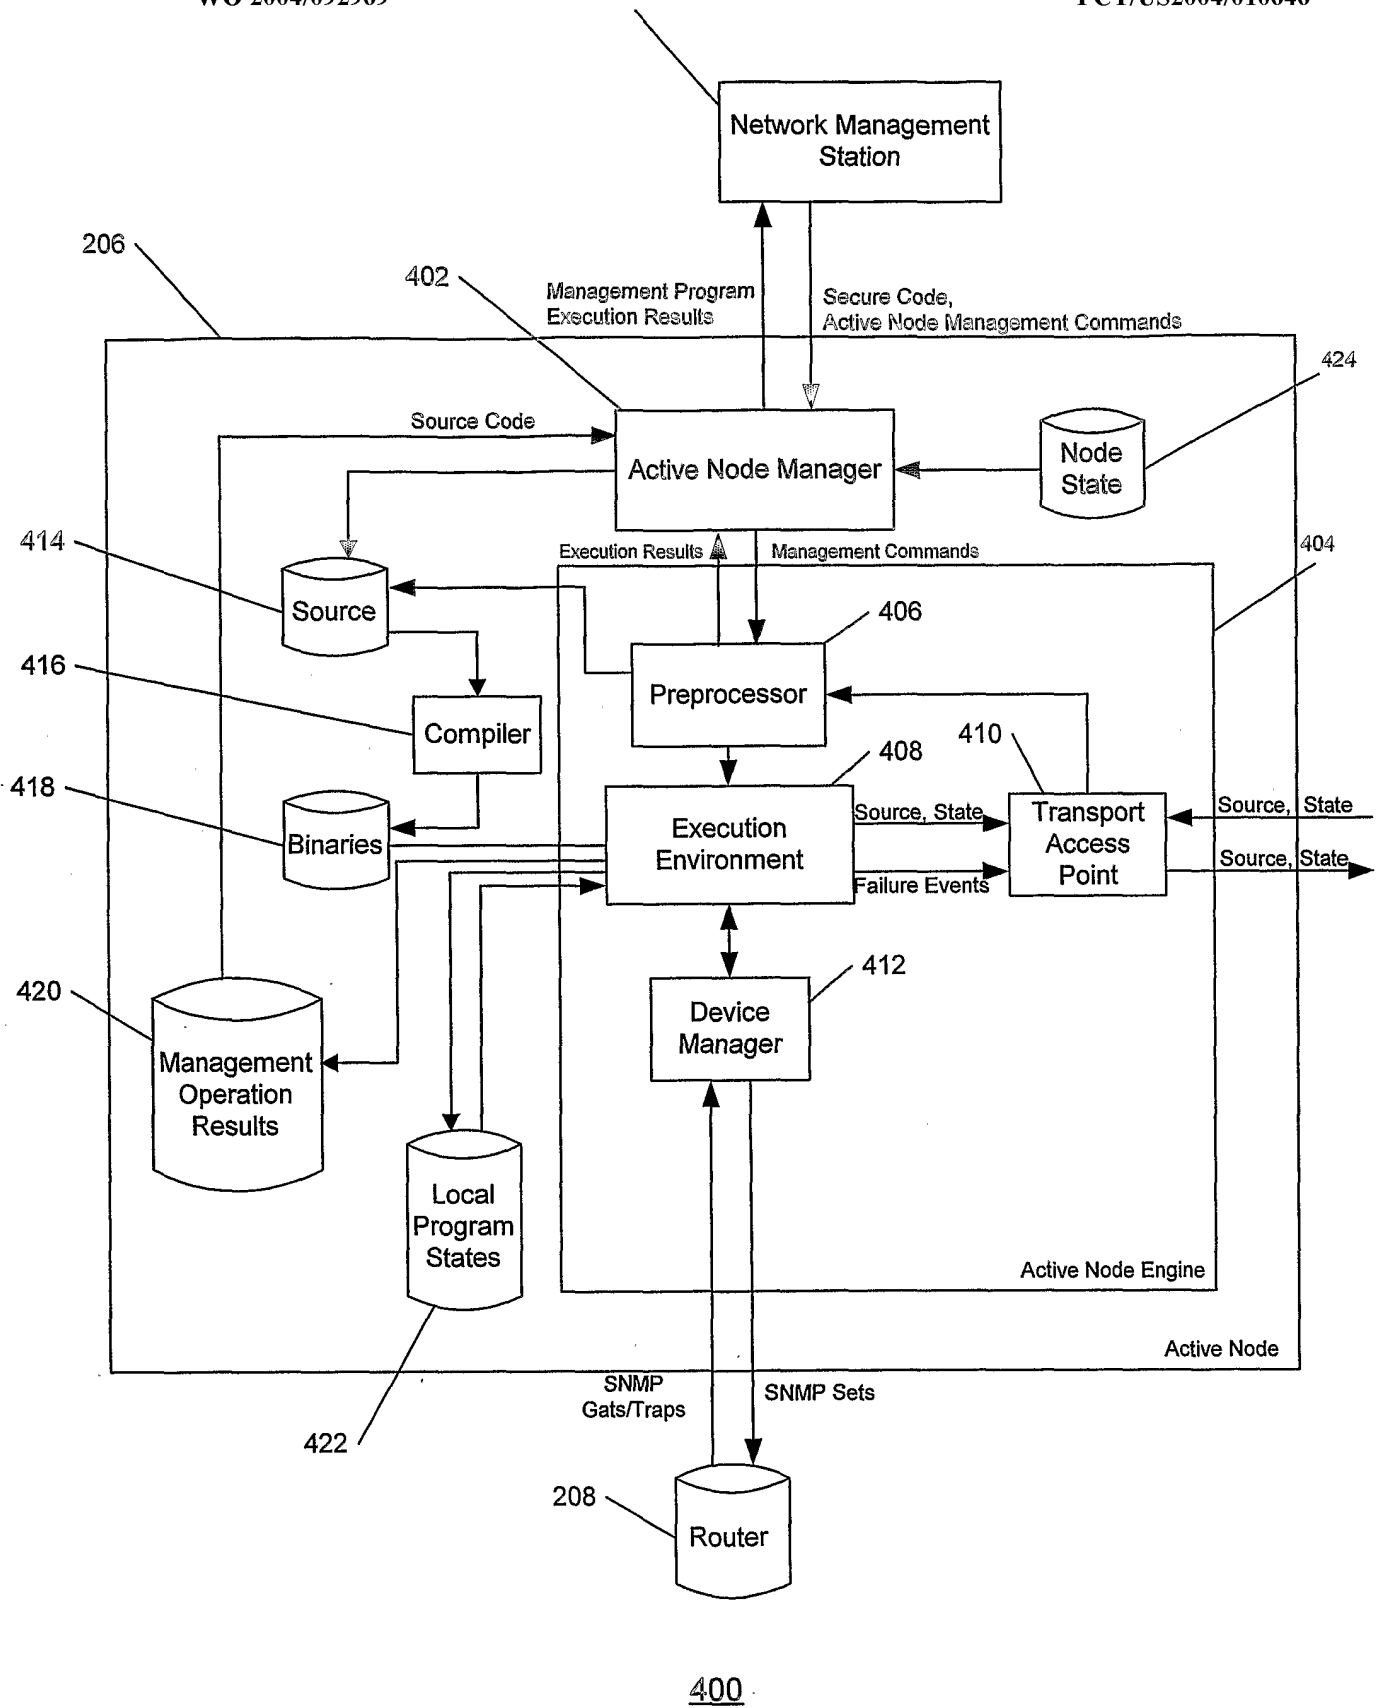 Network Management
Station
206
402
Management Program
Execution Results
Secure Code,
Active Node Management Commands
424
Source Code
Active Node Manager
Node
State
414
Execution Results
Management Commands
404
Source
406
416
Preprocessor
Compiler
410
408
418
Source, State
Transport
Access
Point
Source, State
Execution
Environment
Binaries
Source, State
Failure Events
412
420
Device
Manager
Management
Operation
Results
Local
Program
States
Active Node Engine
Active Node
SNMP
Gats/Traps
SNMP Sets
422
208
Router
400